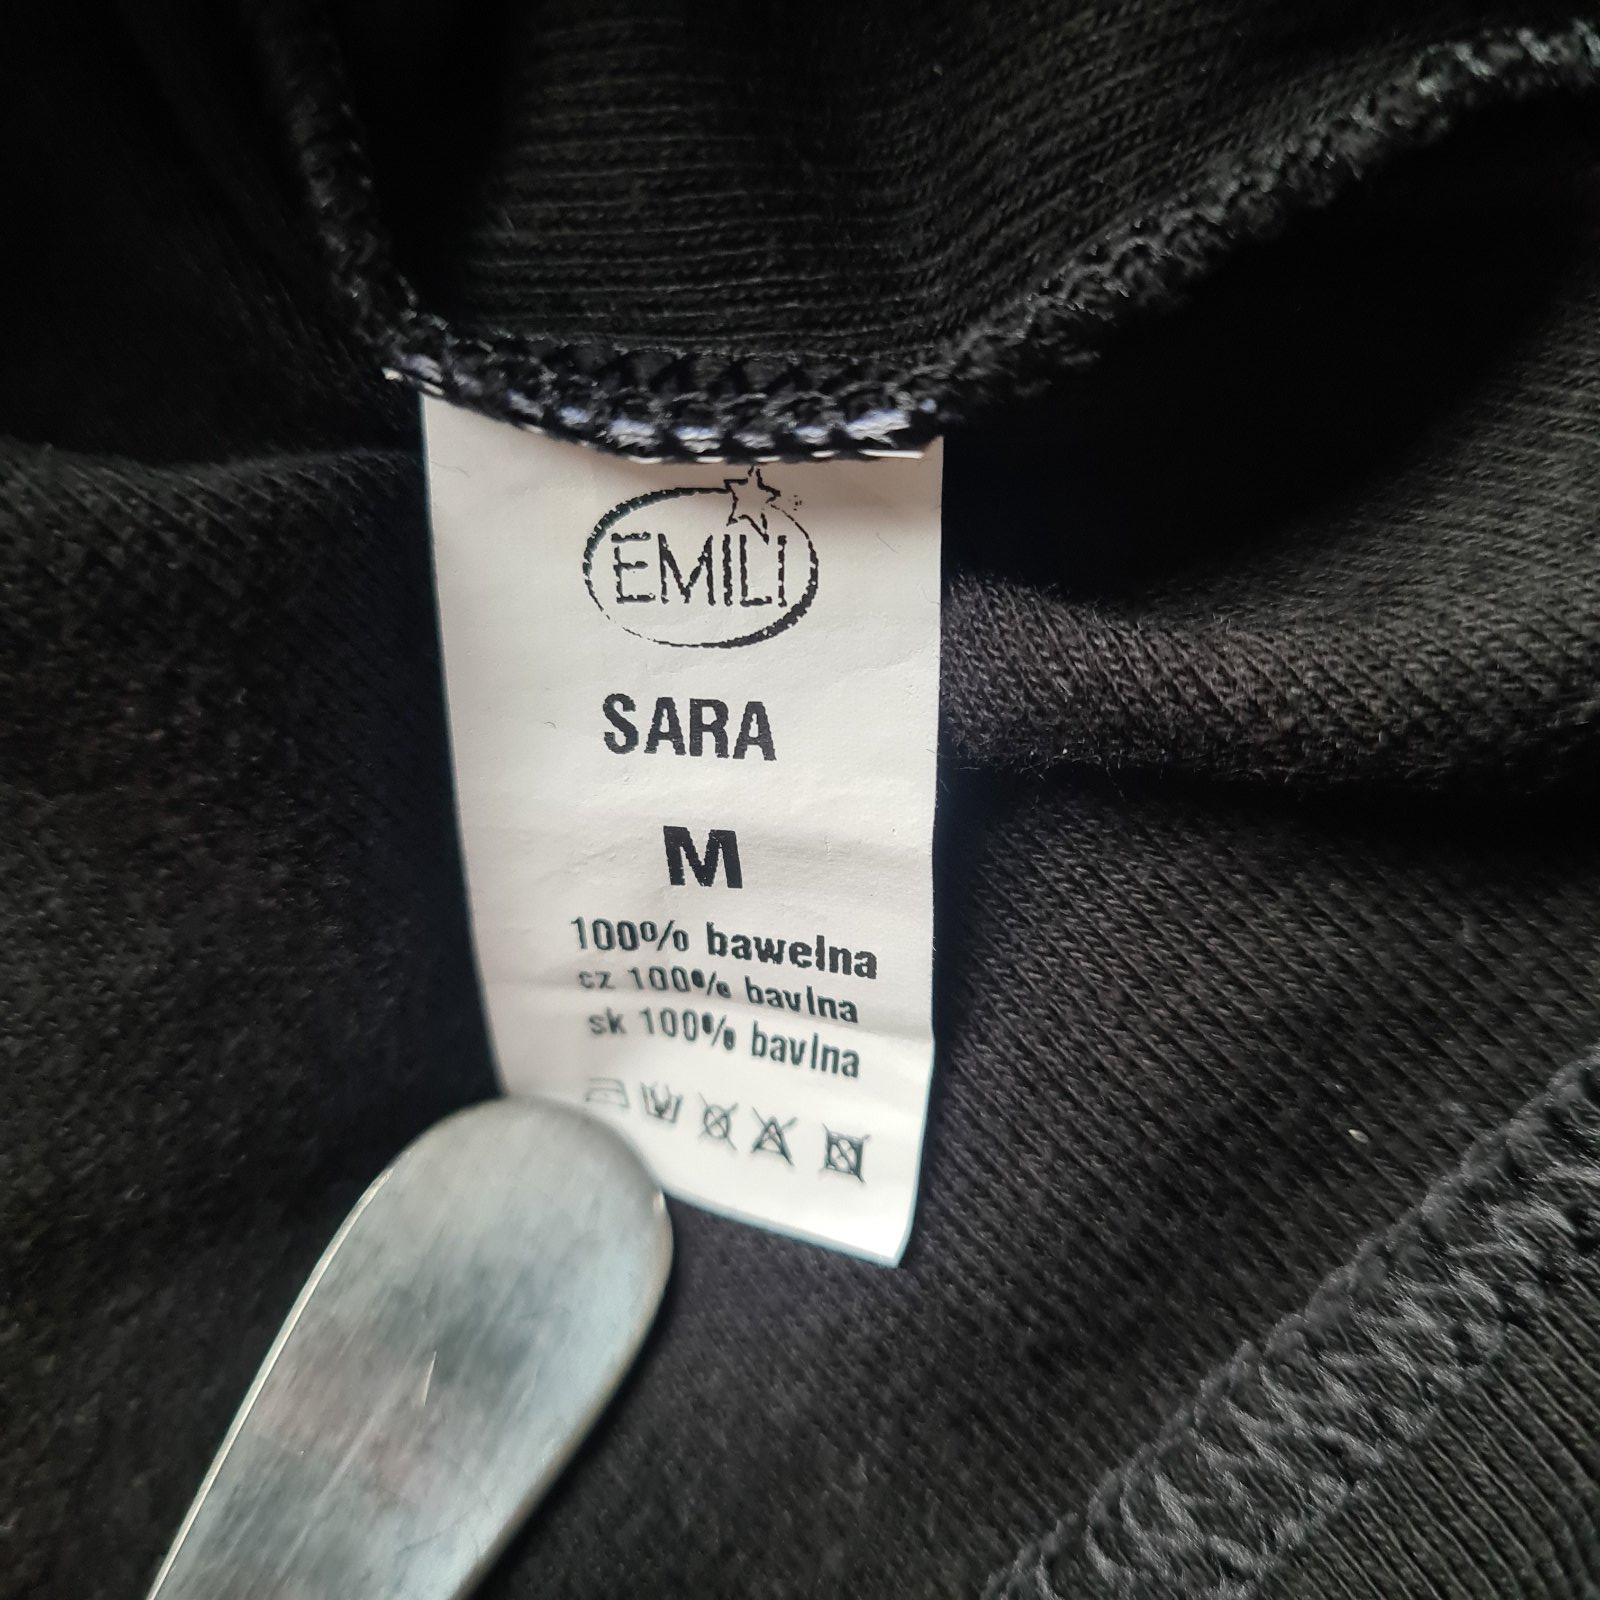 EMILI
SARA
M
100% bawełna
cz 100% bavlna
sk 100% bavlna